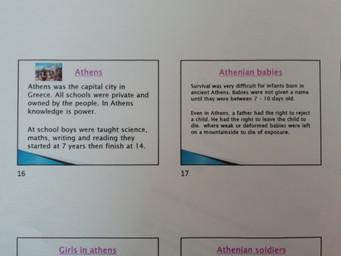 Athens
Athens was the capital city in
Greece. All schools were private and
owned by the people. In Athens
knowledge is power.
At school boys were taught science,
maths, writing and reading they
started at 7 years then finish at 14.
16
Athenian babies
Survival was very difficult for infants born in
ancient Athens. Babies were not given a name
until they were between 7 - 10 days old.
Even in Athens, a father had the right to reject
a child. He had the right to leave the child to
die. where weak or deformed babies were left
on a mountainside to die of exposure.
17
Girls in athens
Athenian soldiers